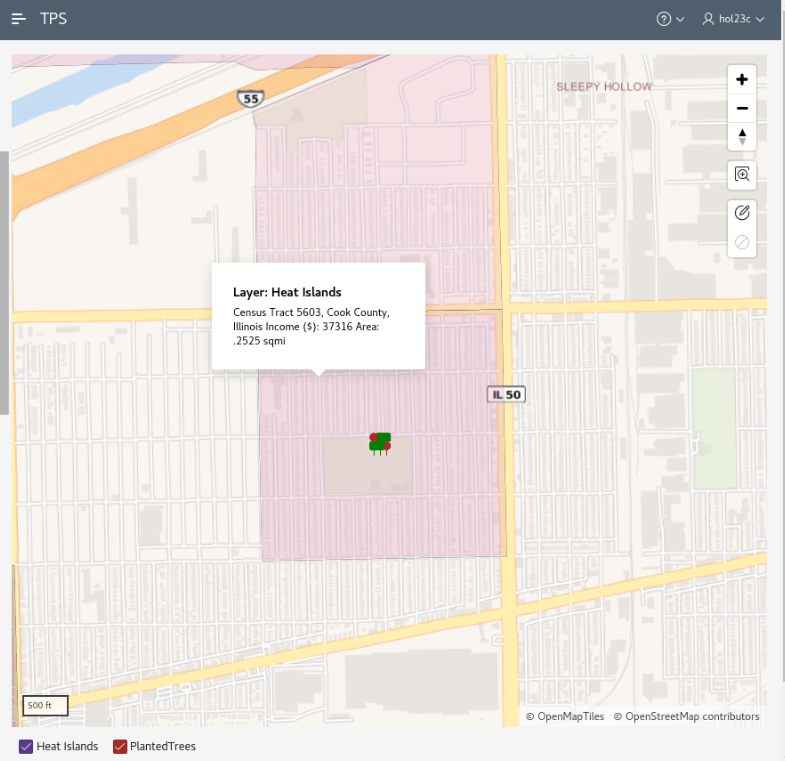 TPS
hol23c
SLEEPY HOLLOW
55
Layer: Heat Islands
Census Tract 5603, Cook County,
Illinois Income ($): 37316 Area:
.2525 sqmi
IL 50
500 ft
© OpenMapTiles © OpenStreetMap contributors
Heat Islands PlantedTrees